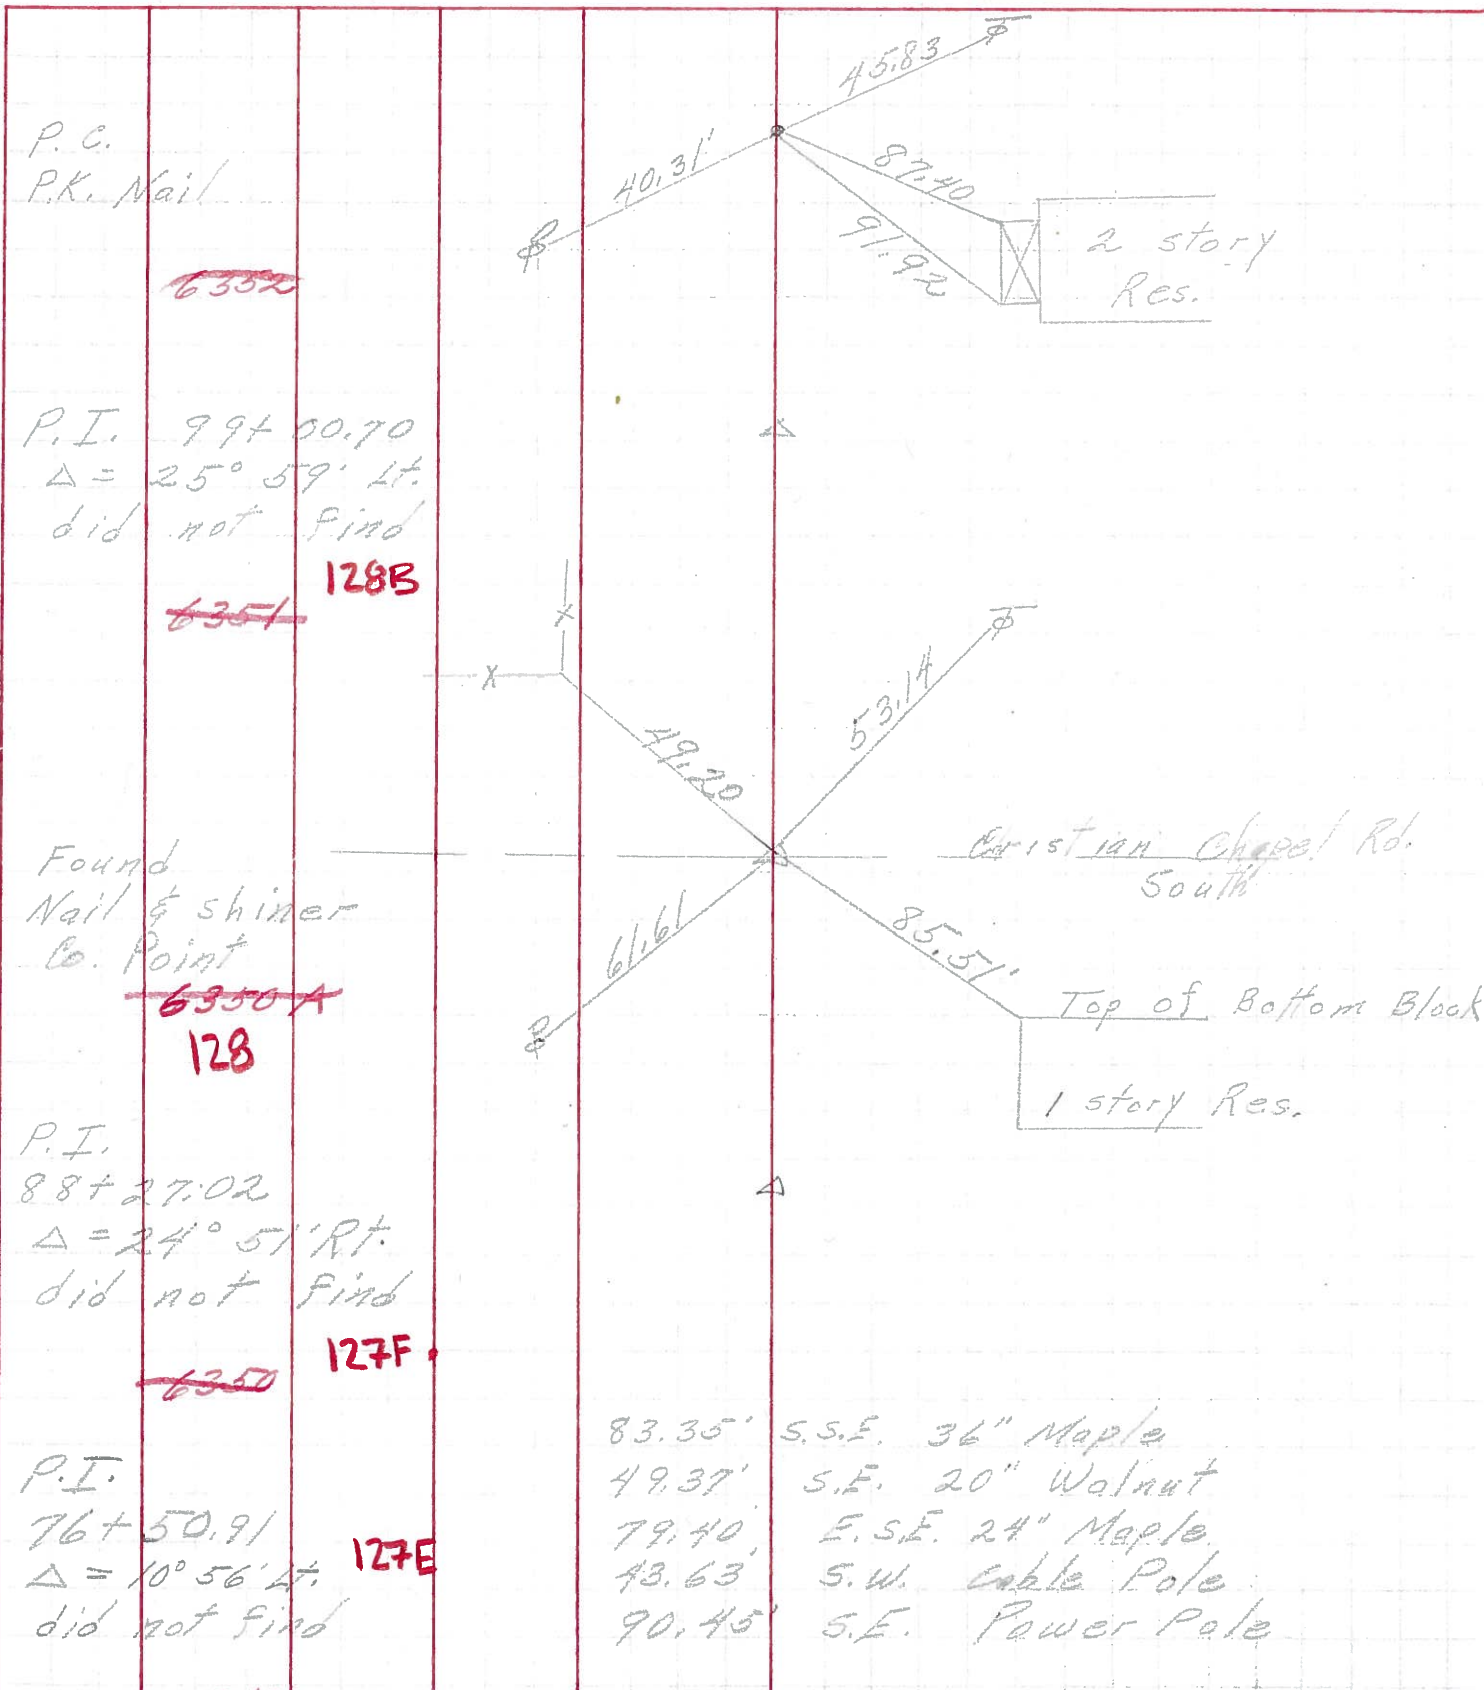 45.83
P.C.
40.31'
87.40
P.K. Nail
91.92
2 story
6352
Res.
P.I. 99+00.70
Δ = 25° 59' Lt.
did not find
128B
6351
X
X
53.14
49.20
Found
Cristian Chapel Rd.
South
Nail & shiner
61.61
85.51'
Co. Point
6350A
Top of Bottom Block
128
1 story Res.
P.I.
88+27.02
Δ = 24° 51' Rt.
did not find
127F
6350
83.35' S.S.E. 36" Maple
P.I.
49.37' S.E. 20" Walnut
76+50.91
79.40' E.S.E. 24" Maple
127E
Δ = 10° 56' Lt.
43.63' S.W. Cable Pole
did not find
90.45' S.E. Power Pole